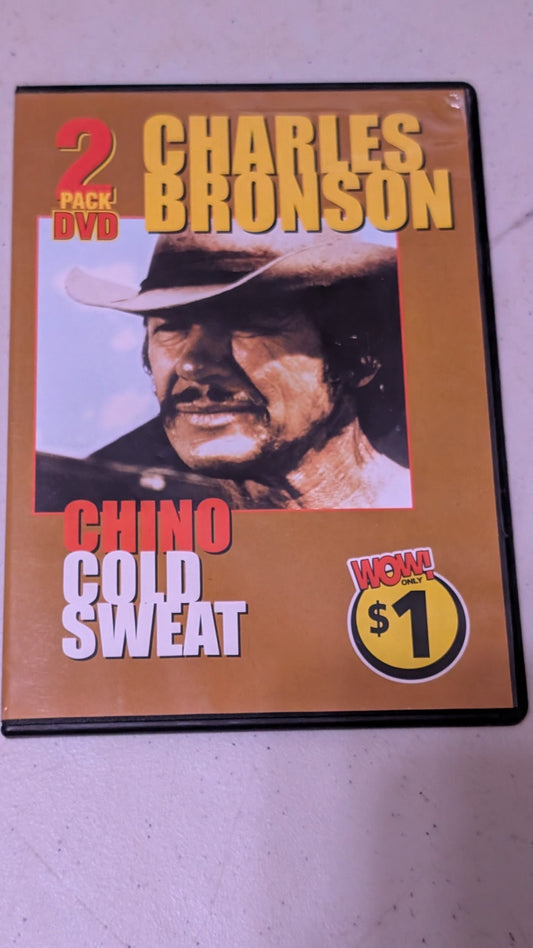 2
PACK
DVD
CHARLES
BRONSON
CHINO
COLD
SWEAT
WOW!
ONLY
$1